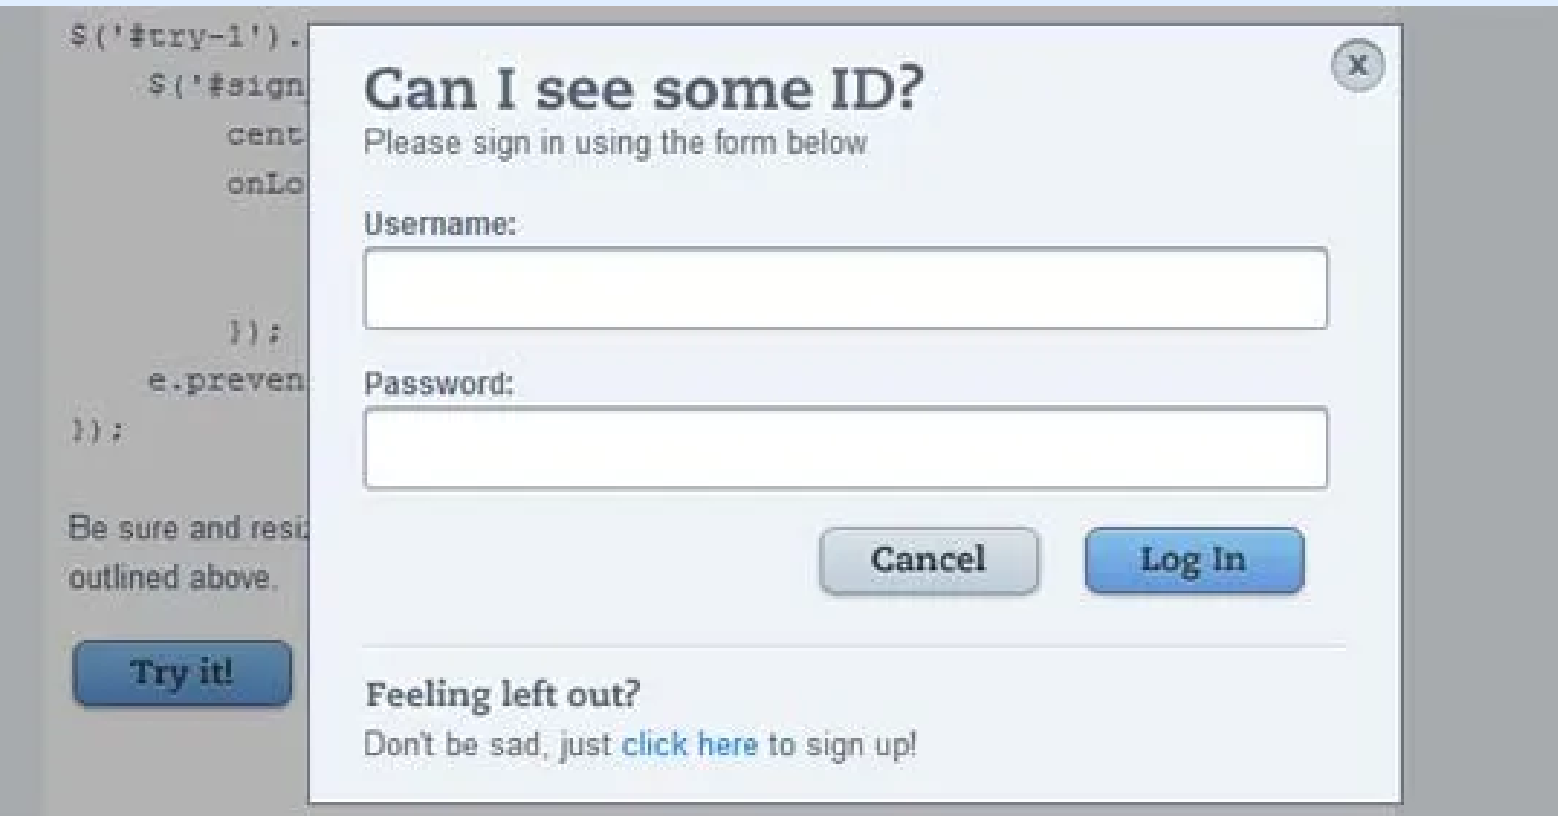 $('#try-1').
$('#sign_
cent
onLo
});
e.preven
});
Be sure and resiz
outlined above.
Try it!
x
Can I see some ID?
Please sign in using the form below
Username:
Password:
Cancel
Log In
Feeling left out?
Don't be sad, just click here to sign up!